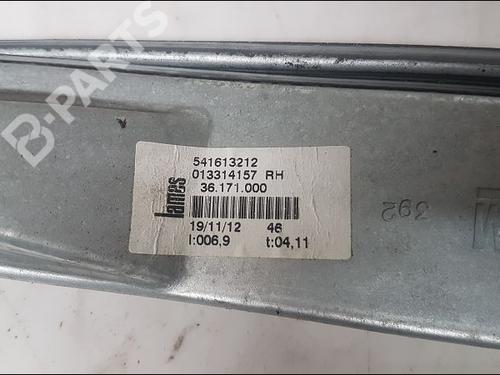 B-PARTS
541613212
013314157 RH
36.171.000
lames
19/11/12 46
I:006,9 t:04,11
392